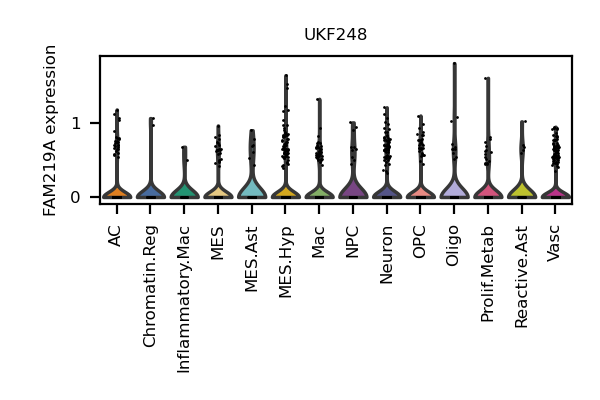 UKF248
FAM219A expression
1
0
AC
Chromatin.Reg
Inflammatory.Mac
MES
MES.Ast
MES.Hyp
Mac
NPC
Neuron
OPC
Oligo
Prolif.Metab
Reactive.Ast
Vasc